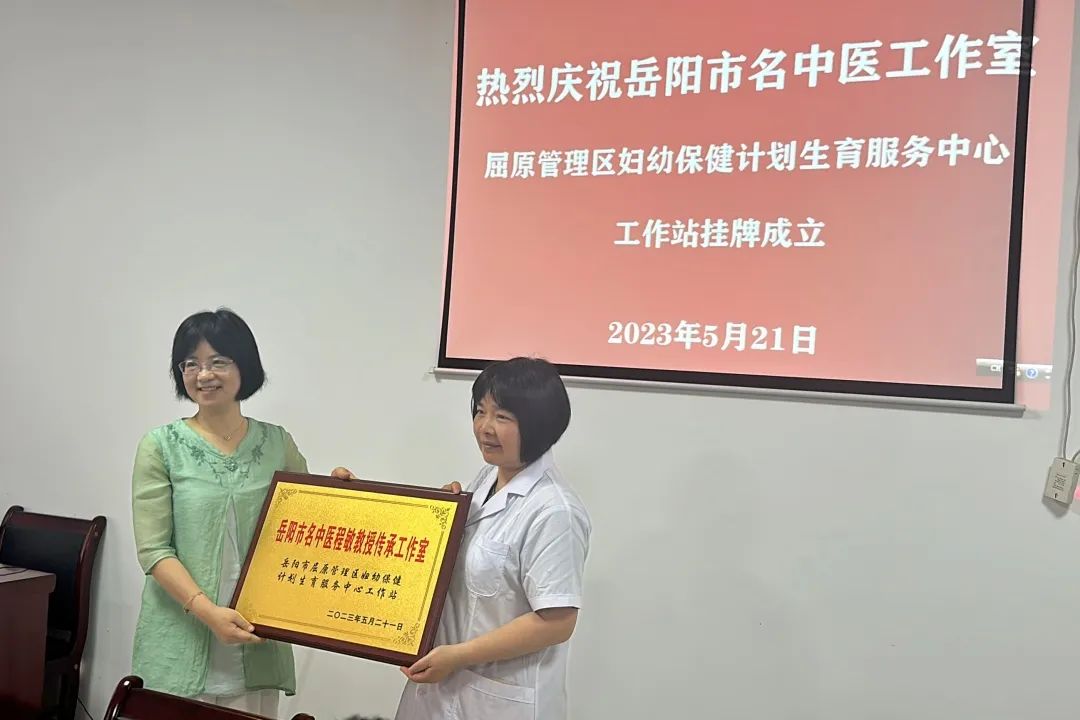 热烈庆祝岳阳市名中医工作室
屈原管理区妇幼保健计划生育服务中心
工作站挂牌成立
2023年5月21日
岳阳市名中医程敏教授传承工作室
岳阳市屈原管理区妇幼保健
计划生育服务中心工作站
二〇二三年五月二十一日